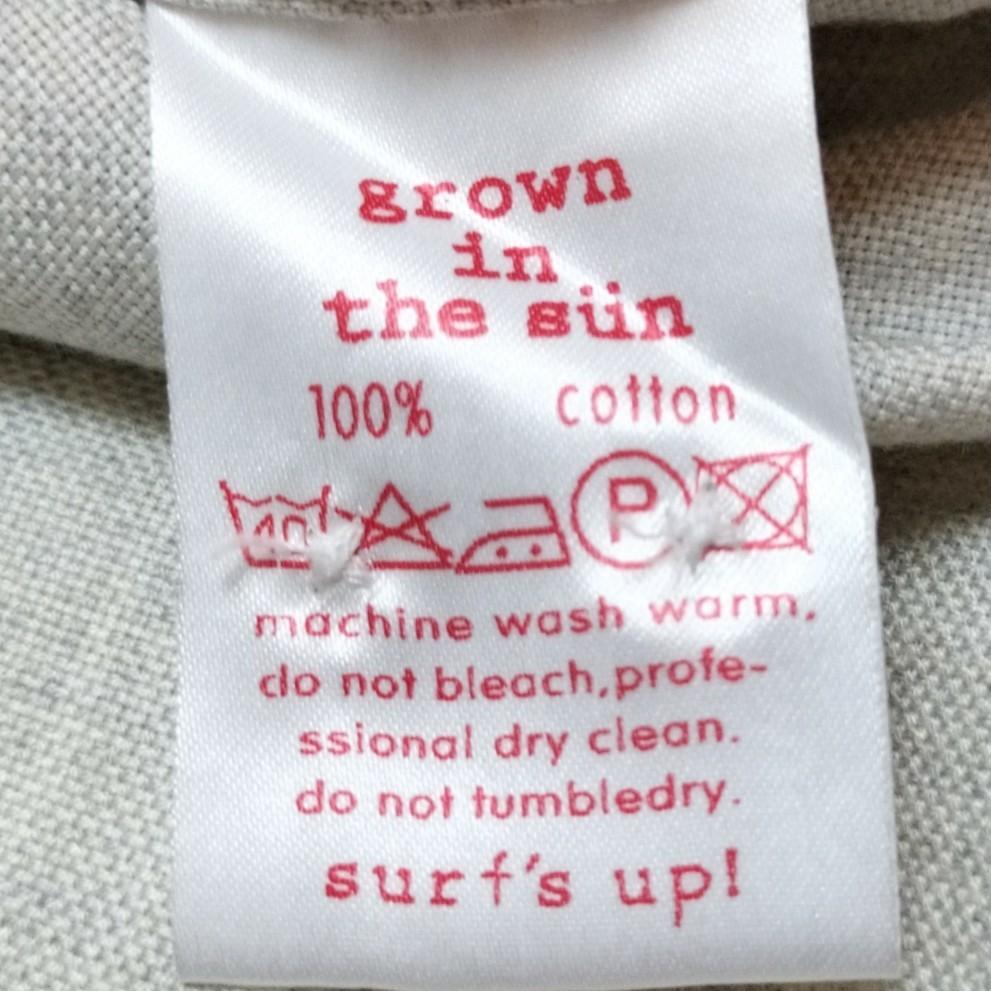 grown
in
the sün
100% cotton
40
P
machine wash warm.
do not bleach,profe-
ssional dry clean.
do not tumbledry.
surf's up!